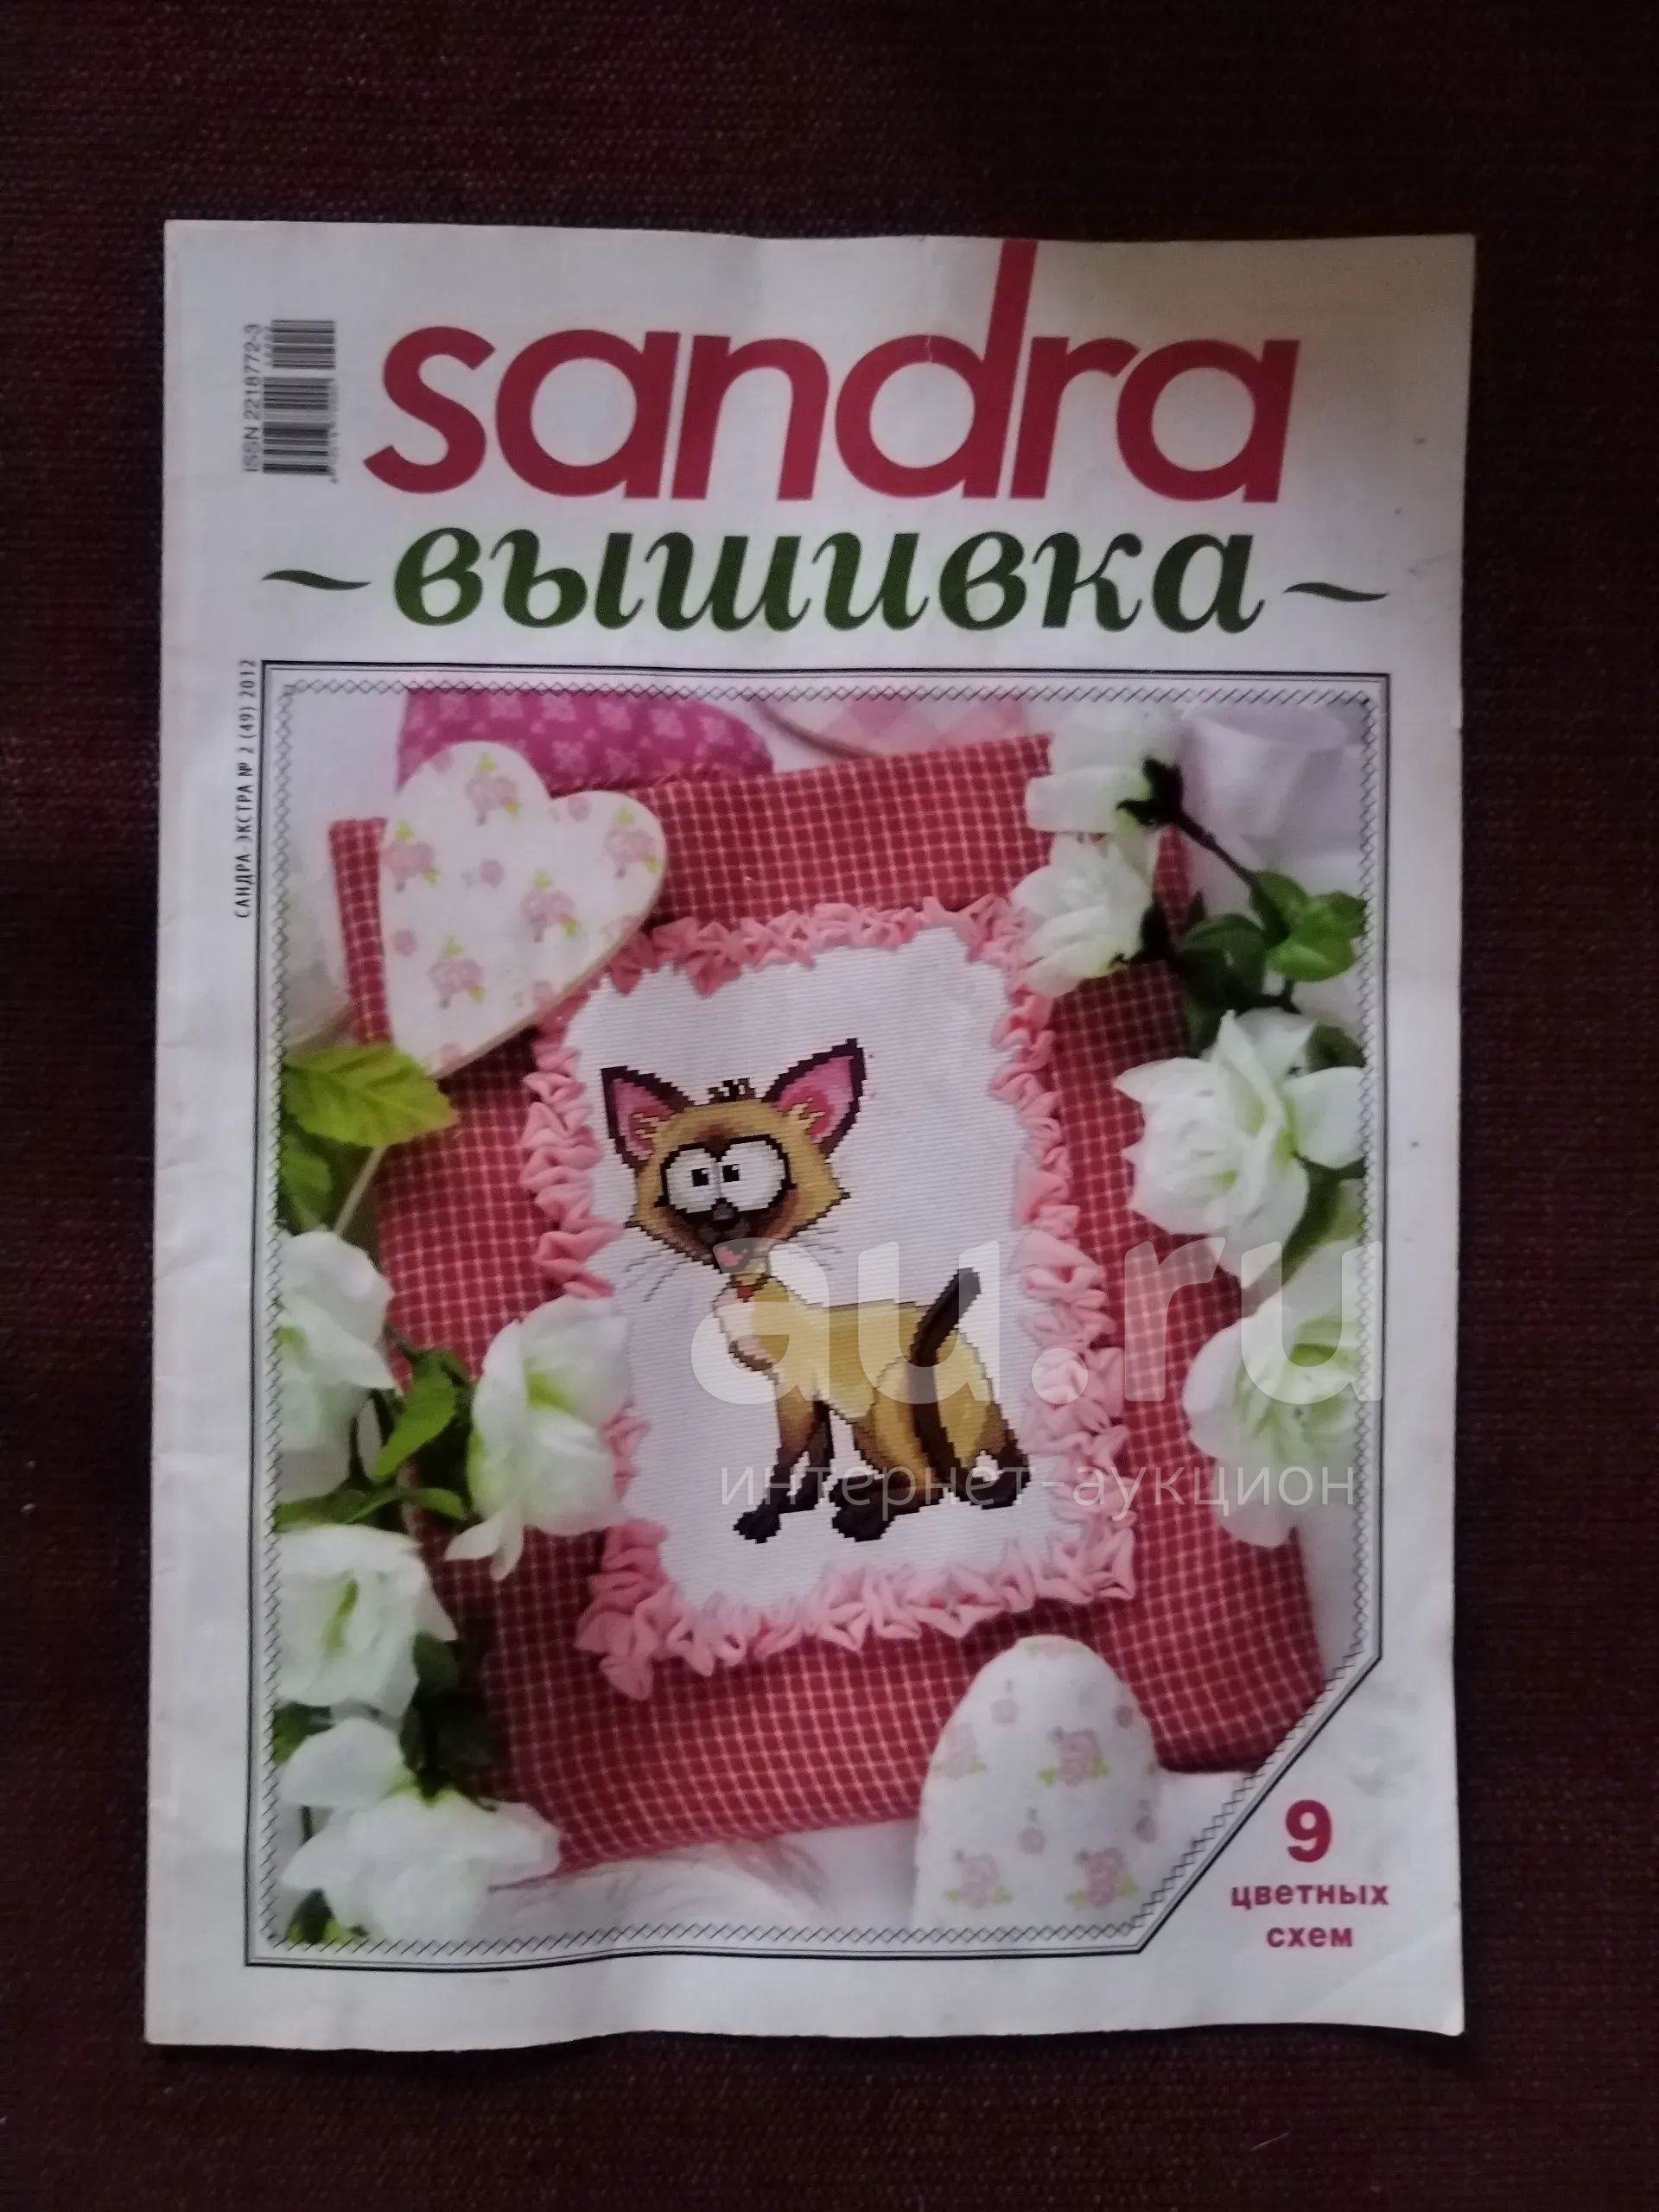 ISSN 2218772-3
sandra
~вышивка~
САНДРА-ЭКСТРА № 2 (49) 2012
au.ru
интернет-аукцион
9
цветных
схем